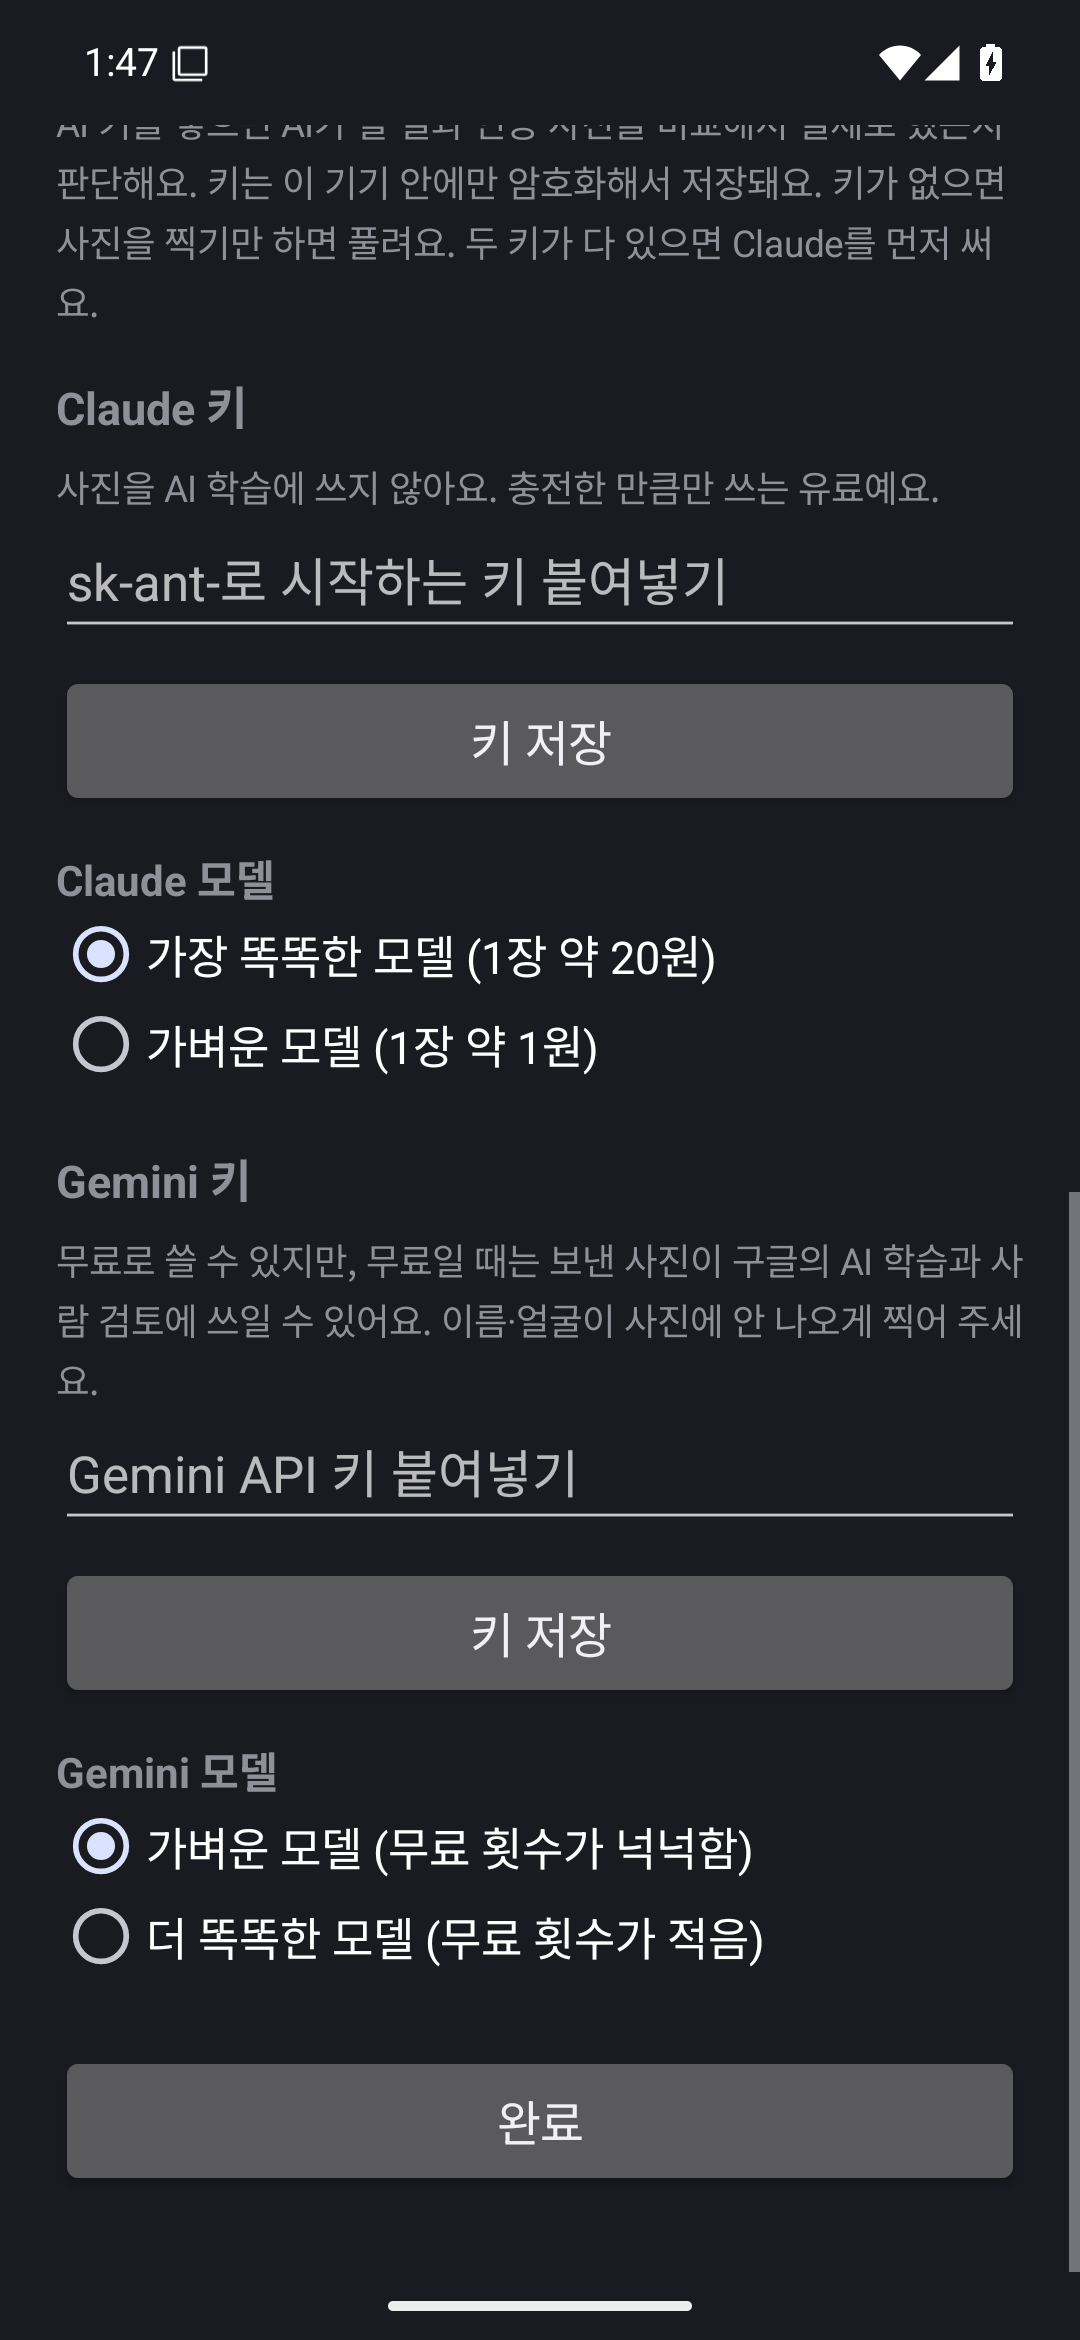 1:47
판단해요. 키는 이 기기 안에만 암호화해서 저장돼요. 키가 없으면
사진을 찍기만 하면 풀려요. 두 키가 다 있으면 Claude를 먼저 써
요.
Claude 키
사진을 AI 학습에 쓰지 않아요. 충전한 만큼만 쓰는 유료예요.
sk-ant-로 시작하는 키 붙여넣기
키 저장
Claude 모델
가장 똑똑한 모델 (1장 약 20원)
가벼운 모델 (1장 약 1원)
Gemini 키
무료로 쓸 수 있지만, 무료일 때는 보낸 사진이 구글의 AI 학습과 사
람 검토에 쓰일 수 있어요. 이름·얼굴이 사진에 안 나오게 찍어 주세
요.
Gemini API 키 붙여넣기
키 저장
Gemini 모델
가벼운 모델 (무료 횟수가 넉넉함)
더 똑똑한 모델 (무료 횟수가 적음)
완료